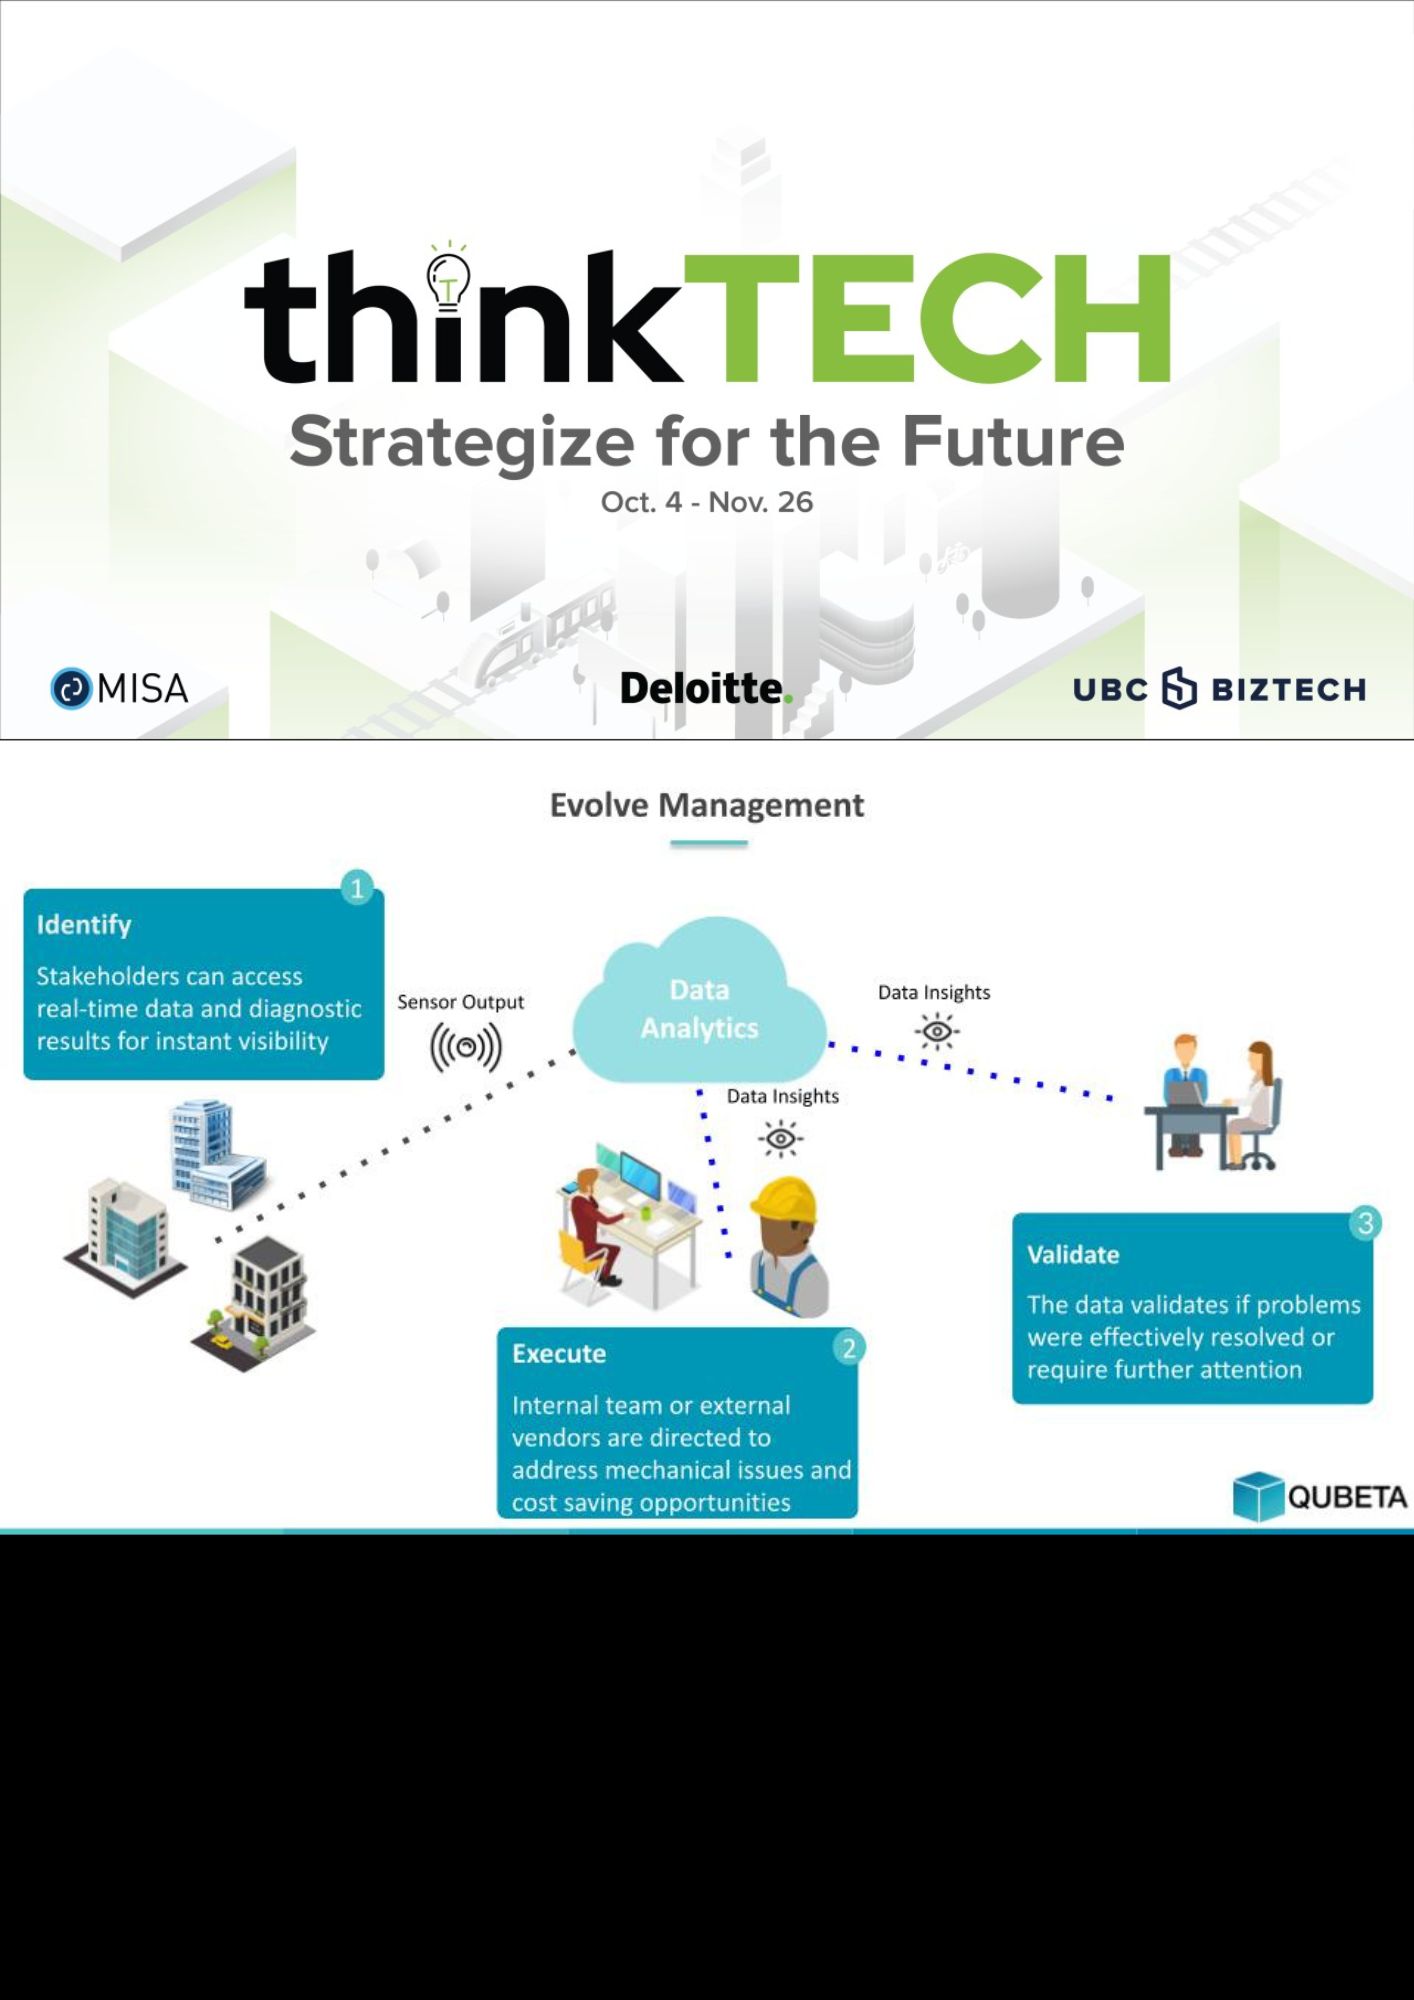 thinkTECH
Strategize for the Future
Oct. 4 - Nov. 26
MISA
Deloitte.
UBC BIZTECH
Evolve Management
1
Identify
Stakeholders can access
real-time data and diagnostic
results for instant visibility
Sensor Output
Data
Analytics
Data Insights
Data Insights
2
Execute
Internal team or external
vendors are directed to
address mechanical issues and
cost saving opportunities
3
Validate
The data validates if problems
were effectively resolved or
require further attention
QUBETA